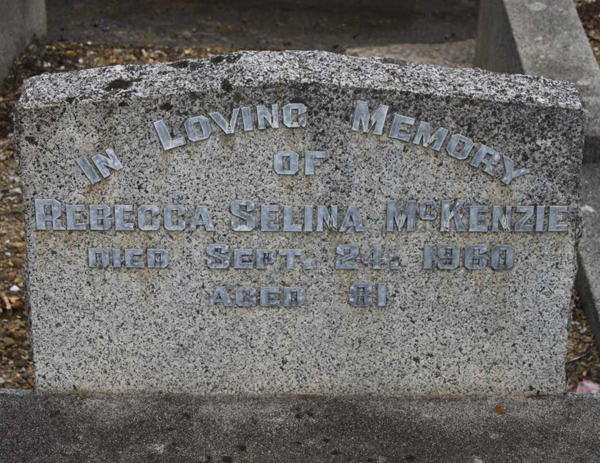 In Loving Memory
of
Rebecca Selina McKenzie
Died Sept. 24. 1960
Aged 81